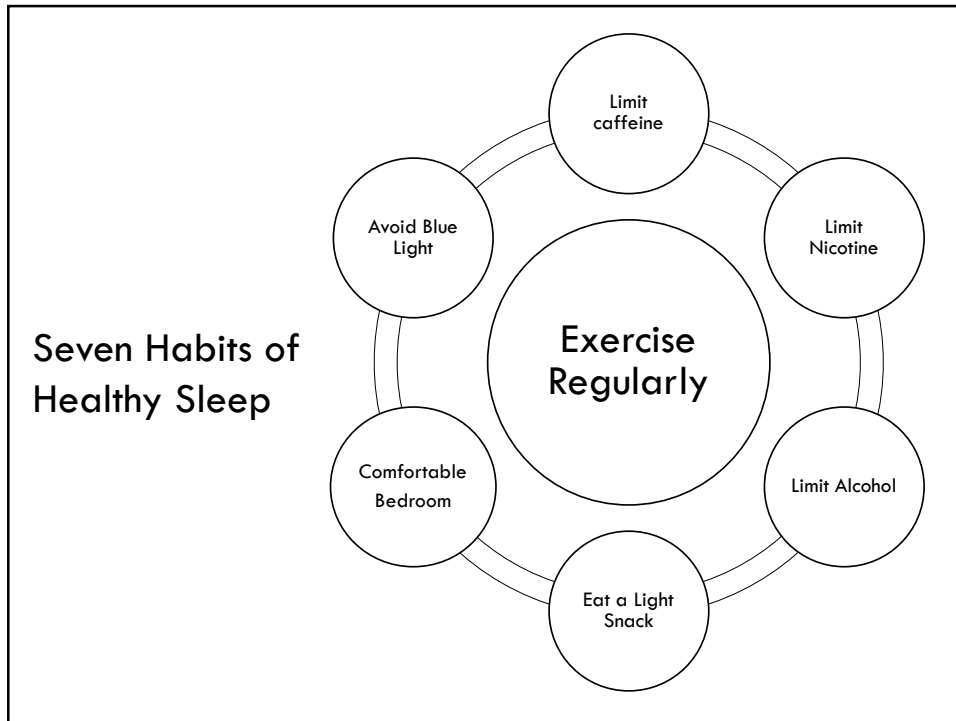 Seven Habits of
Healthy Sleep
Exercise
Regularly
Limit
caffeine
Limit
Nicotine
Limit Alcohol
Eat a Light
Snack
Comfortable
Bedroom
Avoid Blue
Light